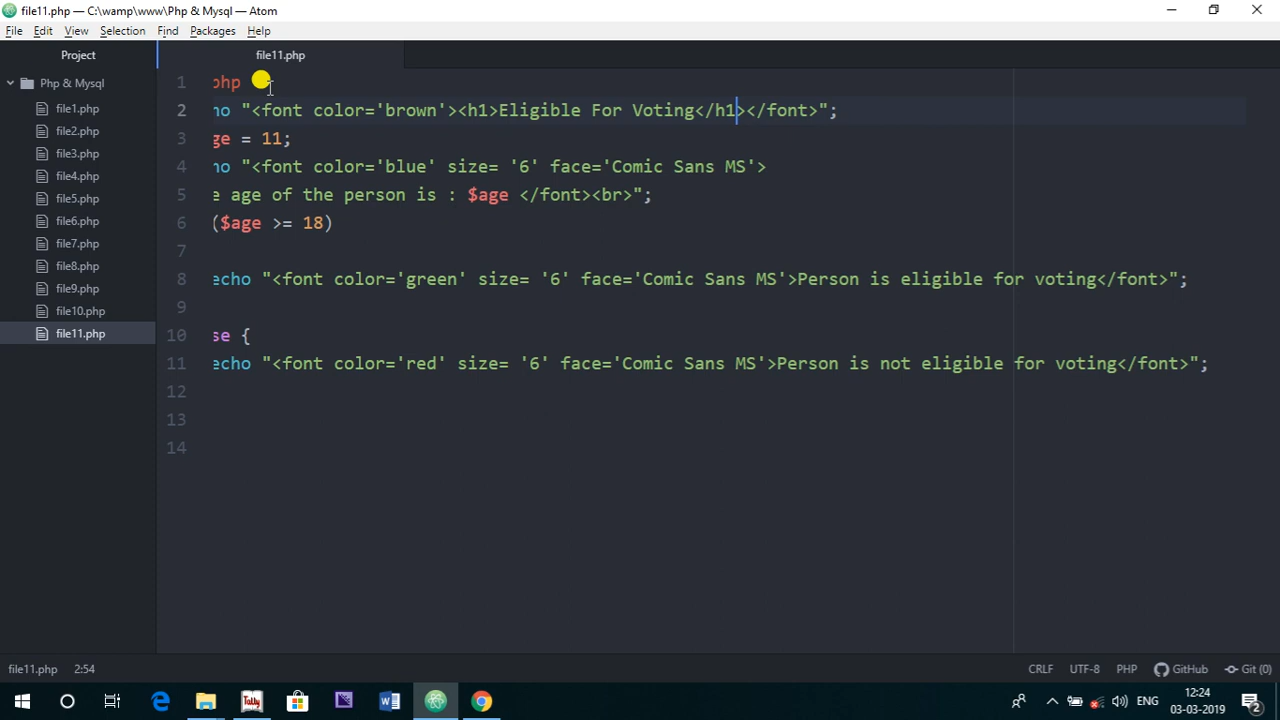 file11.php — C:\wamp\www\Php & Mysql — Atom
File Edit View Selection Find Packages Help
Project
file11.php
Php & Mysql
file1.php
file2.php
file3.php
file4.php
file5.php
file6.php
file7.php
file8.php
file9.php
file10.php
file11.php
1 php
2 ho "<font color='brown'><h1>Eligible For Voting</h1></font>";
3 ge = 11;
4 ho "<font color='blue' size= '6' face='Comic Sans MS'>
5 e age of the person is : $age </font><br>";
6 ($age >= 18)
7
8 echo "<font color='green' size= '6' face='Comic Sans MS'>Person is eligible for voting</font>";
9
10 se {
11 echo "<font color='red' size= '6' face='Comic Sans MS'>Person is not eligible for voting</font>";
12
13
14
file11.php 2:54 CRLF UTF-8 PHP GitHub Git (0)
Tally
ENG
12:24
03-03-2019
2